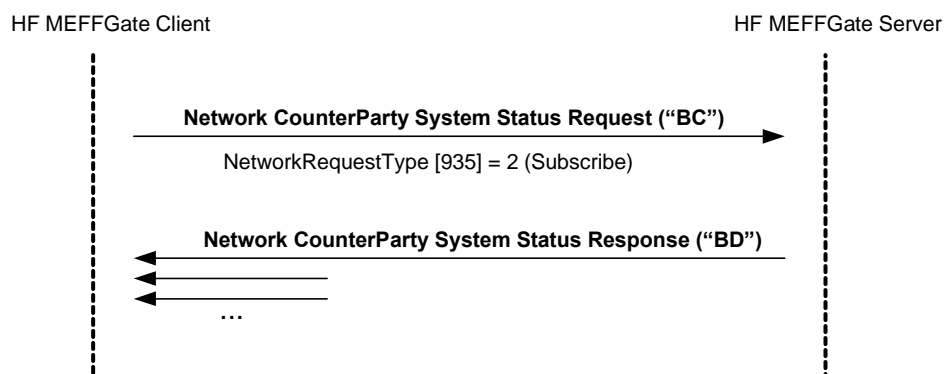 HF MEFFGate Client
HF MEFFGate Server
Network CounterParty System Status Request (“BC”)
NetworkRequestType [935] = 2 (Subscribe)
Network CounterParty System Status Response (“BD”)
...